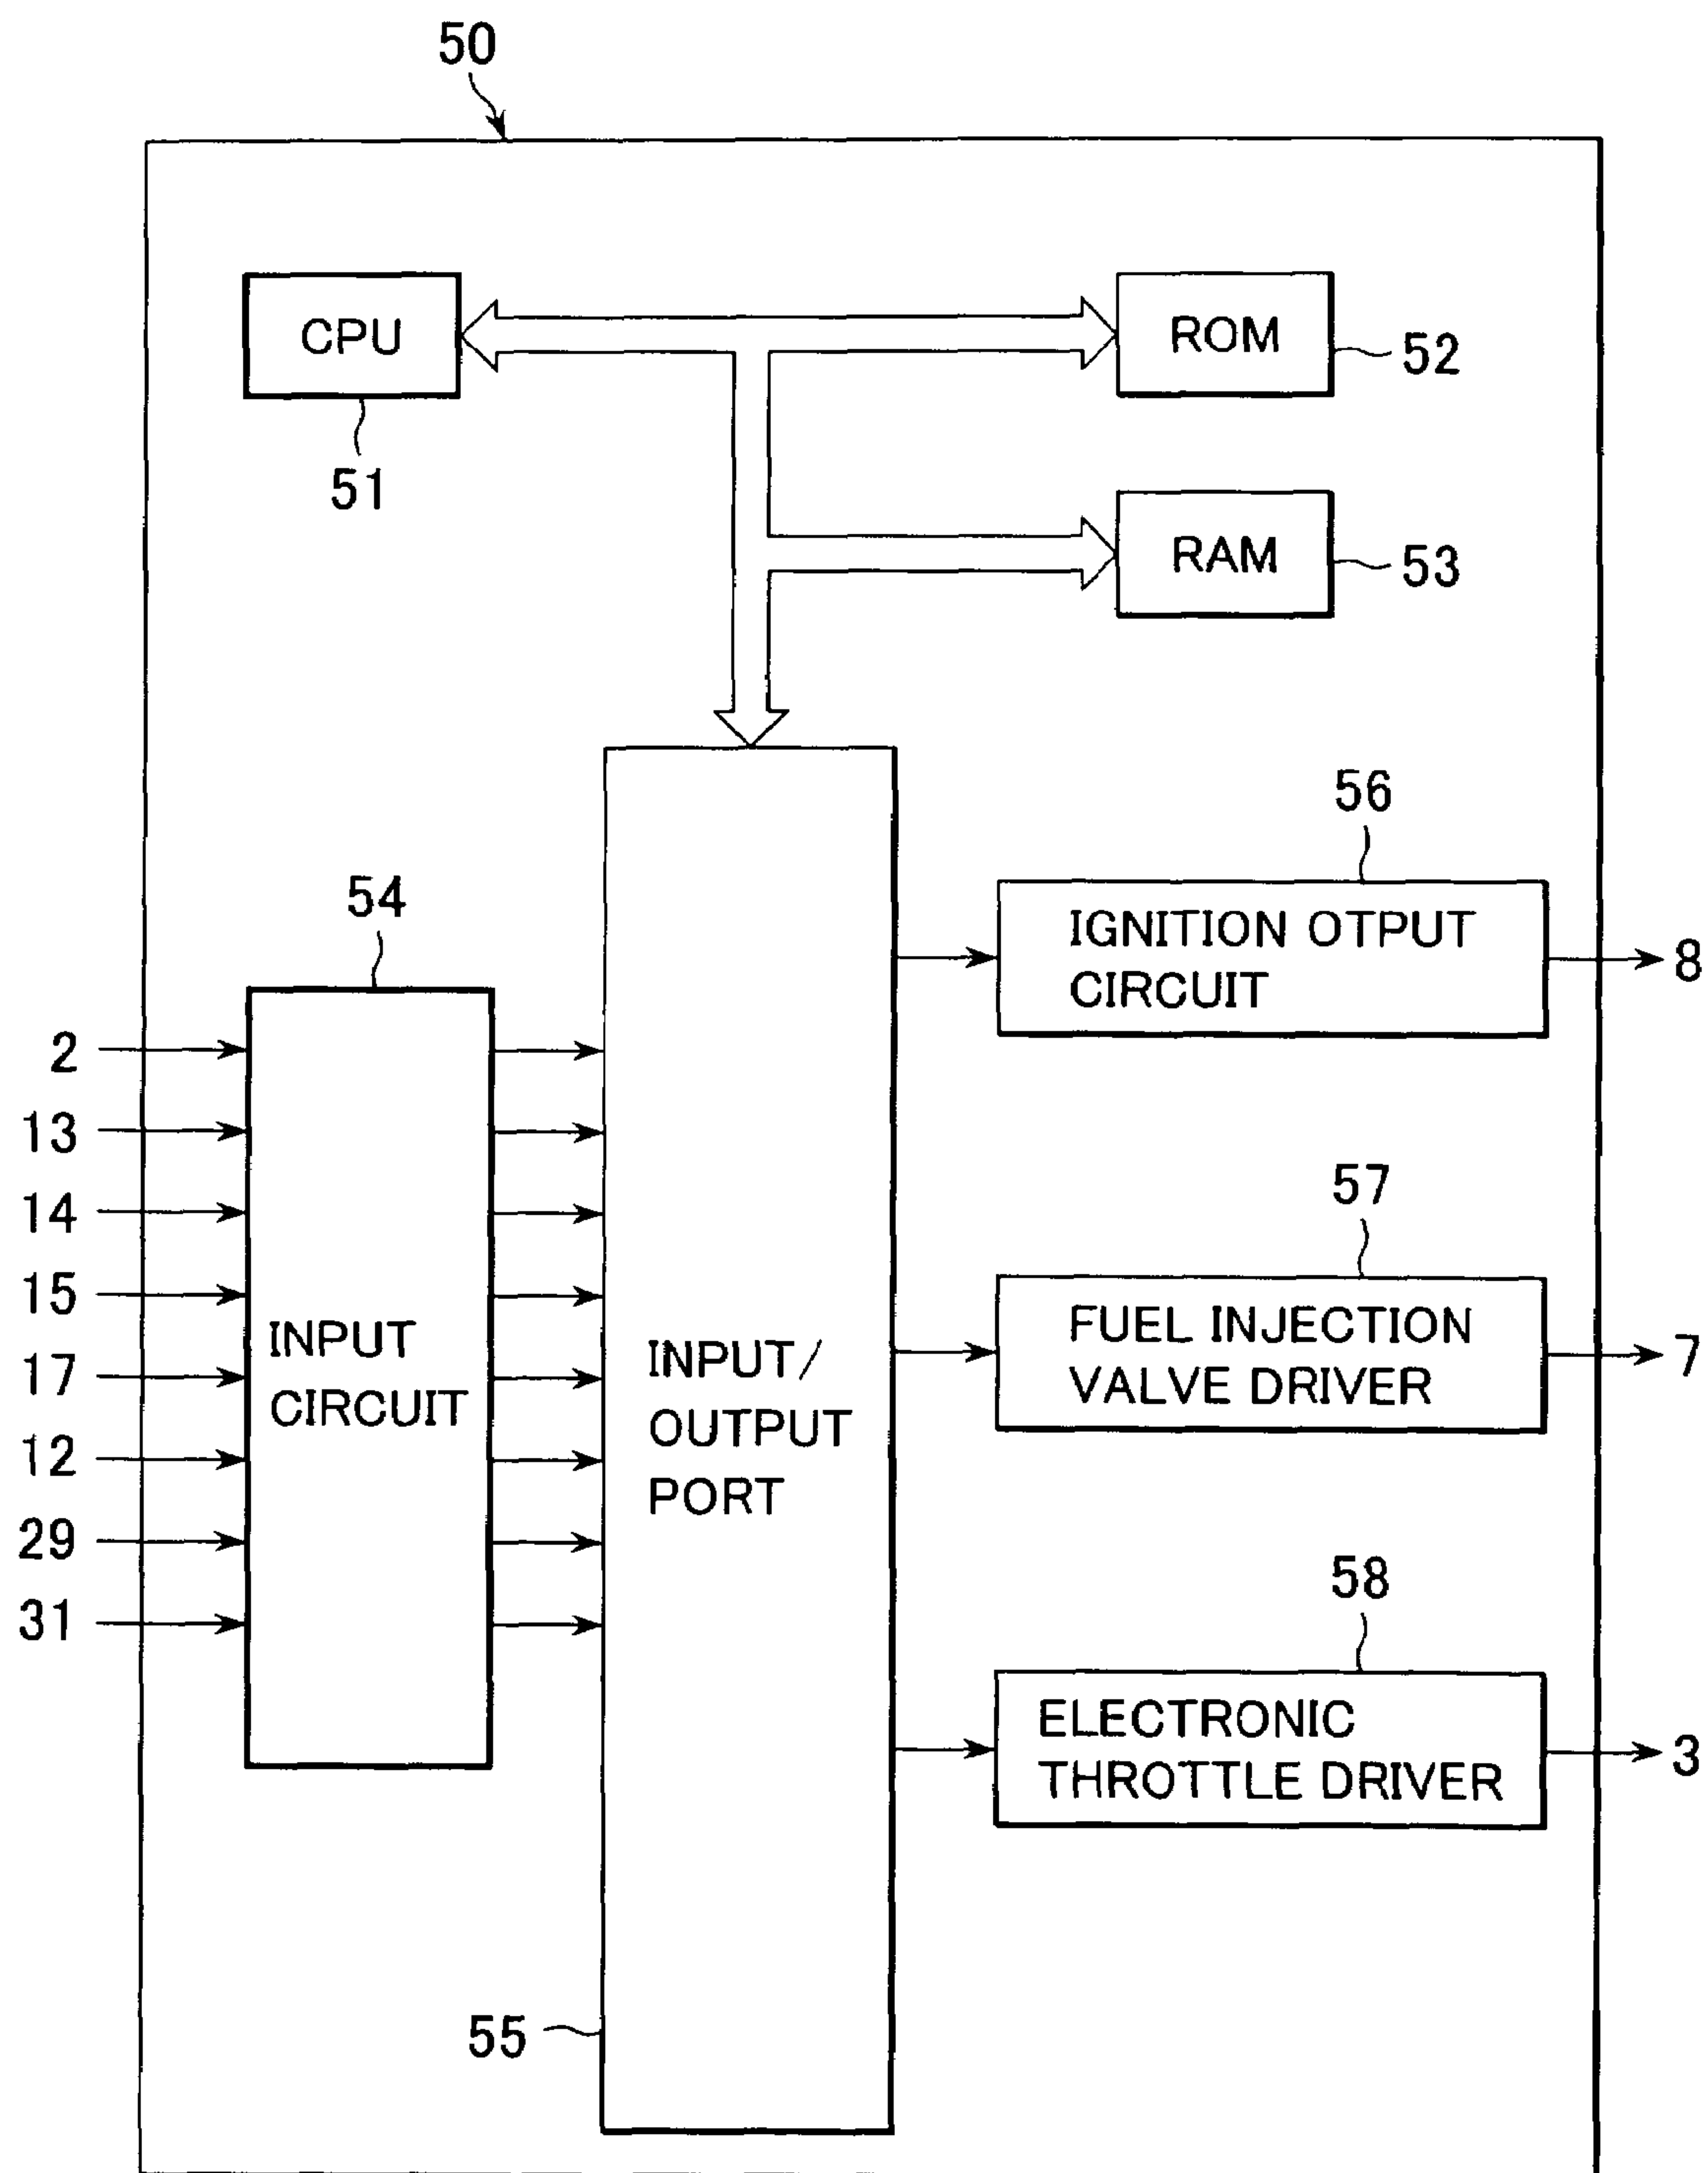 50
CPU
51
ROM
52
RAM
53
54
INPUT
CIRCUIT
2
13
14
15
17
12
29
31
INPUT/
OUTPUT
PORT
55
56
IGNITION OTPUT
CIRCUIT
8
57
FUEL INJECTION
VALVE DRIVER
7
58
ELECTRONIC
THROTTLE DRIVER
3